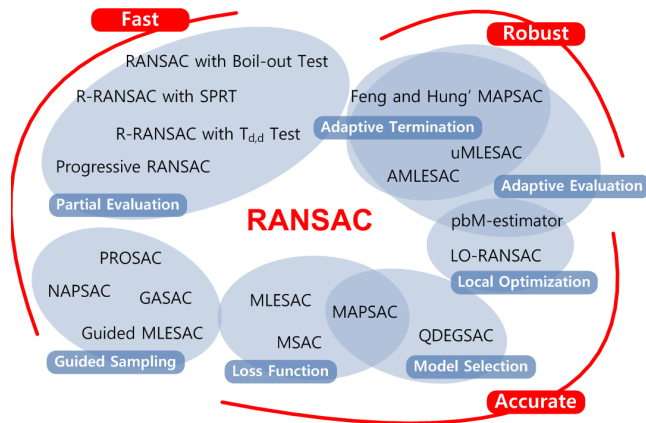 Fast
Robust
RANSAC with Boil-out Test
R-RANSAC with SPRT
R-RANSAC with Td,d Test
Progressive RANSAC
Partial Evaluation
Feng and Hung' MAPSAC
Adaptive Termination
uMLESAC
AMLESAC
Adaptive Evaluation
RANSAC
pbM-estimator
LO-RANSAC
Local Optimization
PROSAC
NAPSAC
GASAC
Guided MLESAC
Guided Sampling
MLESAC
MAPSAC
MSAC
Loss Function
QDEGSAC
Model Selection
Accurate